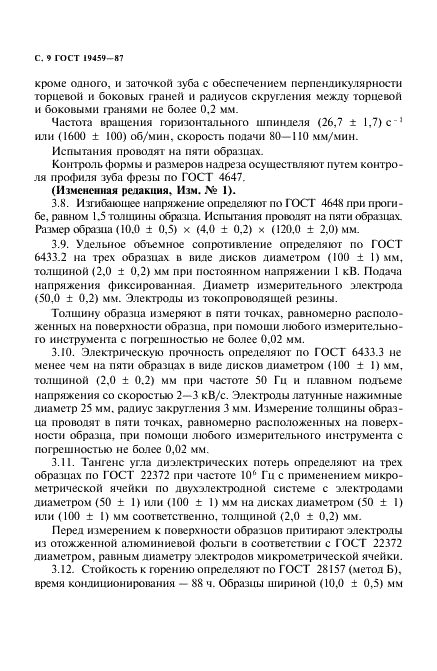 С. 9 ГОСТ 19459—87
кроме одного, и заточкой зуба с обеспечением перпендикулярности
торцевой и боковых граней и радиусов скругления между торцевой
и боковыми гранями не более 0,2 мм.
Частота вращения горизонтального шпинделя (26,7 ± 1,7) с⁻¹
или (1600 ± 100) об/мин, скорость подачи 80—110 мм/мин.
Испытания проводят на пяти образцах.
Контроль формы и размеров надреза осуществляют путем контро-
ля профиля зуба фрезы по ГОСТ 4647.
(Измененная редакция, Изм. № 1).
3.8. Изгибающее напряжение определяют по ГОСТ 4648 при проги-
бе, равном 1,5 толщины образца. Испытания проводят на пяти образцах.
Размер образца (10,0 ± 0,5) × (4,0 ± 0,2) × (120,0 ± 2,0) мм.
3.9. Удельное объемное сопротивление определяют по ГОСТ
6433.2 на трех образцах в виде дисков диаметром (100 ± 1) мм,
толщиной (2,0 ± 0,2) мм при постоянном напряжении 1 кВ. Подача
напряжения фиксированная. Диаметр измерительного электрода
(50,0 ± 0,2) мм. Электроды из токопроводящей резины.
Толщину образца измеряют в пяти точках, равномерно располо-
женных на поверхности образца, при помощи любого измерительно-
го инструмента с погрешностью не более 0,02 мм.
3.10. Электрическую прочность определяют по ГОСТ 6433.3 не
менее чем на пяти образцах в виде дисков диаметром (100 ± 1) мм,
толщиной (2,0 ± 0,2) мм при частоте 50 Гц и плавном подъеме
напряжения со скоростью 2—3 кВ/с. Электроды латунные нажимные
диаметр 25 мм, радиус закругления 3 мм. Измерение толщины образ-
ца проводят в пяти точках, равномерно расположенных на поверх-
ности образца, при помощи любого измерительного инструмента с
погрешностью не более 0,02 мм.
3.11. Тангенс угла диэлектрических потерь определяют на трех
образцах по ГОСТ 22372 при частоте 10⁶ Гц с применением микро-
метрической ячейки по двухэлектродной системе с электродами
диаметром (50 ± 1) или (100 ± 1) мм на дисках диаметром (50 ± 1)
или (100 ± 1) мм соответственно, толщиной (2,0 ± 0,2) мм.
Перед измерением к поверхности образцов притирают электроды
из отожженной алюминиевой фольги в соответствии с ГОСТ 22372
диаметром, равным диаметру электродов микрометрической ячейки.
3.12. Стойкость к горению определяют по ГОСТ 28157 (метод Б),
время кондиционирования — 88 ч. Образцы шириной (10,0 ± 0,5) мм